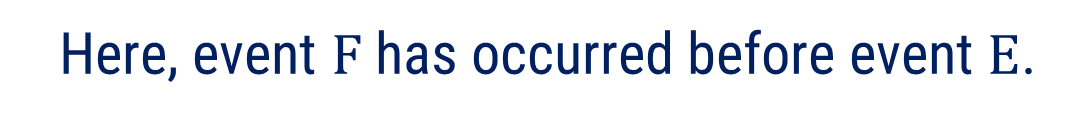 Here, event F has occurred before event E.